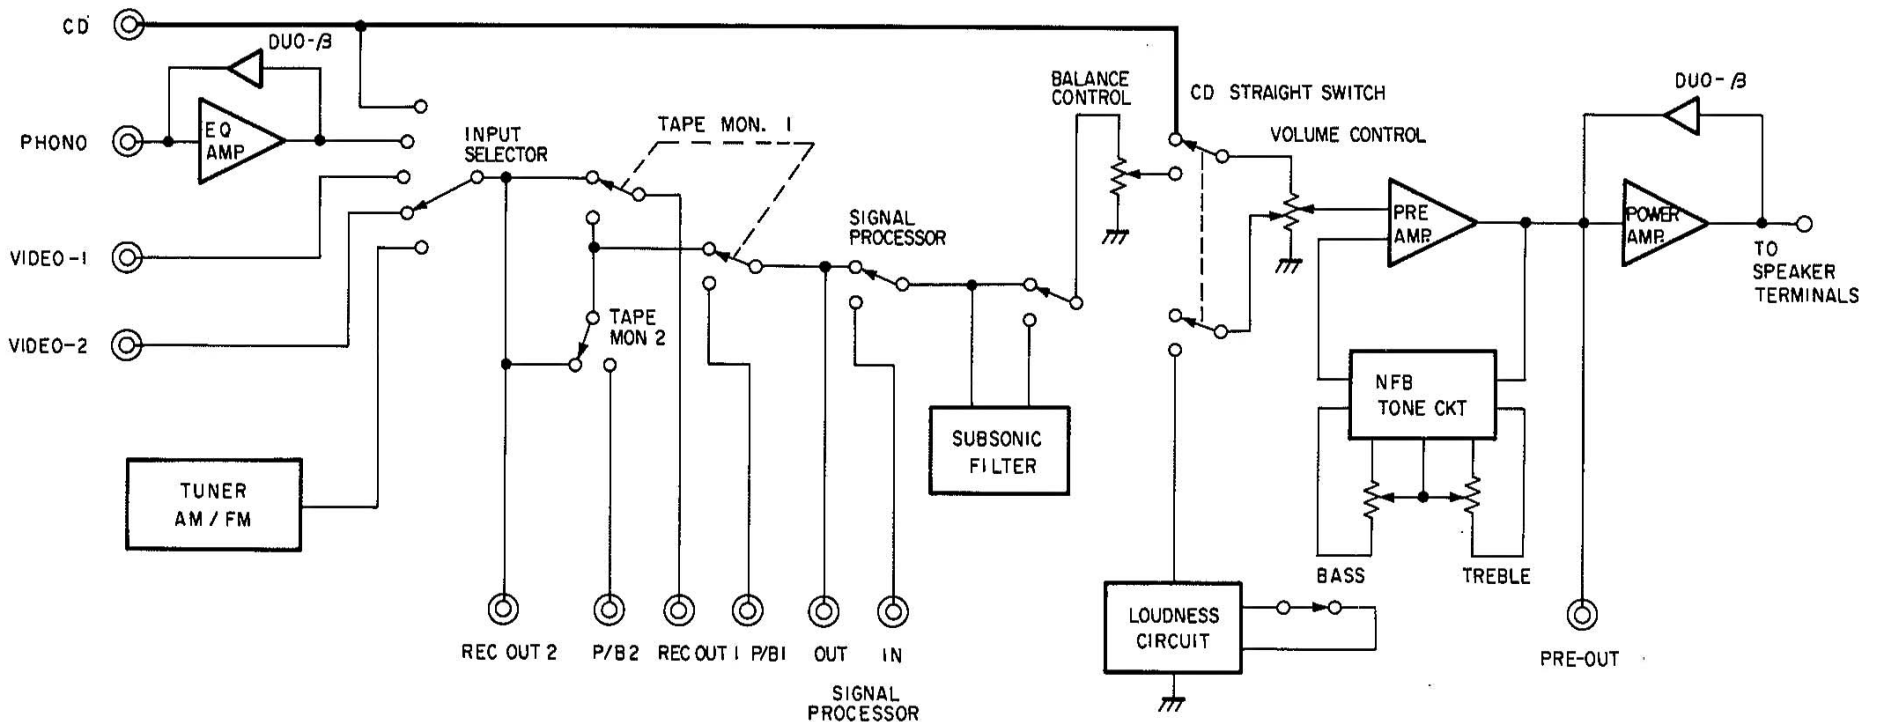 CD
DUO-β
PHONO
EQ
AMP
INPUT
SELECTOR
TAPE MON. 1
VIDEO-1
VIDEO-2
TAPE
MON 2
TUNER
AM / FM
SIGNAL
PROCESSOR
SUBSONIC
FILTER
BALANCE
CONTROL
CD STRAIGHT SWITCH
VOLUME CONTROL
PRE
AMP.
DUO-β
POWER
AMP.
TO
SPEAKER
TERMINALS
NFB
TONE CKT
BASS
TREBLE
LOUDNESS
CIRCUIT
REC OUT 2
P/B2
REC OUT 1
P/B1
OUT
IN
SIGNAL
PROCESSOR
PRE-OUT